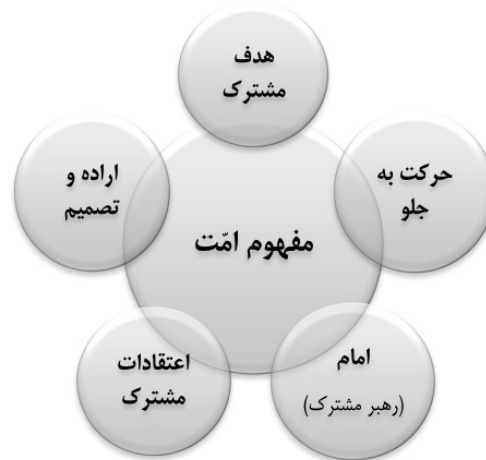 هدف
مشترک
حرکت به
جلو
اراده و
تصمیم
مفهوم امّت
امام
(رهبر مشترک)
اعتقادات
مشترک